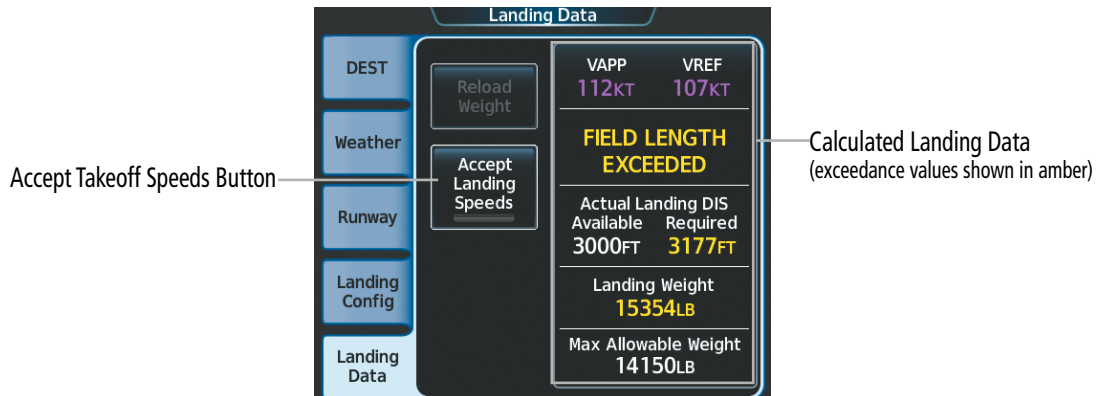 Landing Data
DEST
Weather
Runway
Landing
Config
Landing
Data
Reload
Weight
Accept
Landing
Speeds
VAPP VREF
112KT 107KT
FIELD LENGTH
EXCEEDED
Actual Landing DIS
Available Required
3000FT 3177FT
Landing Weight
15354LB
Max Allowable Weight
14150LB
Accept Takeoff Speeds Button
Calculated Landing Data
(exceedance values shown in amber)